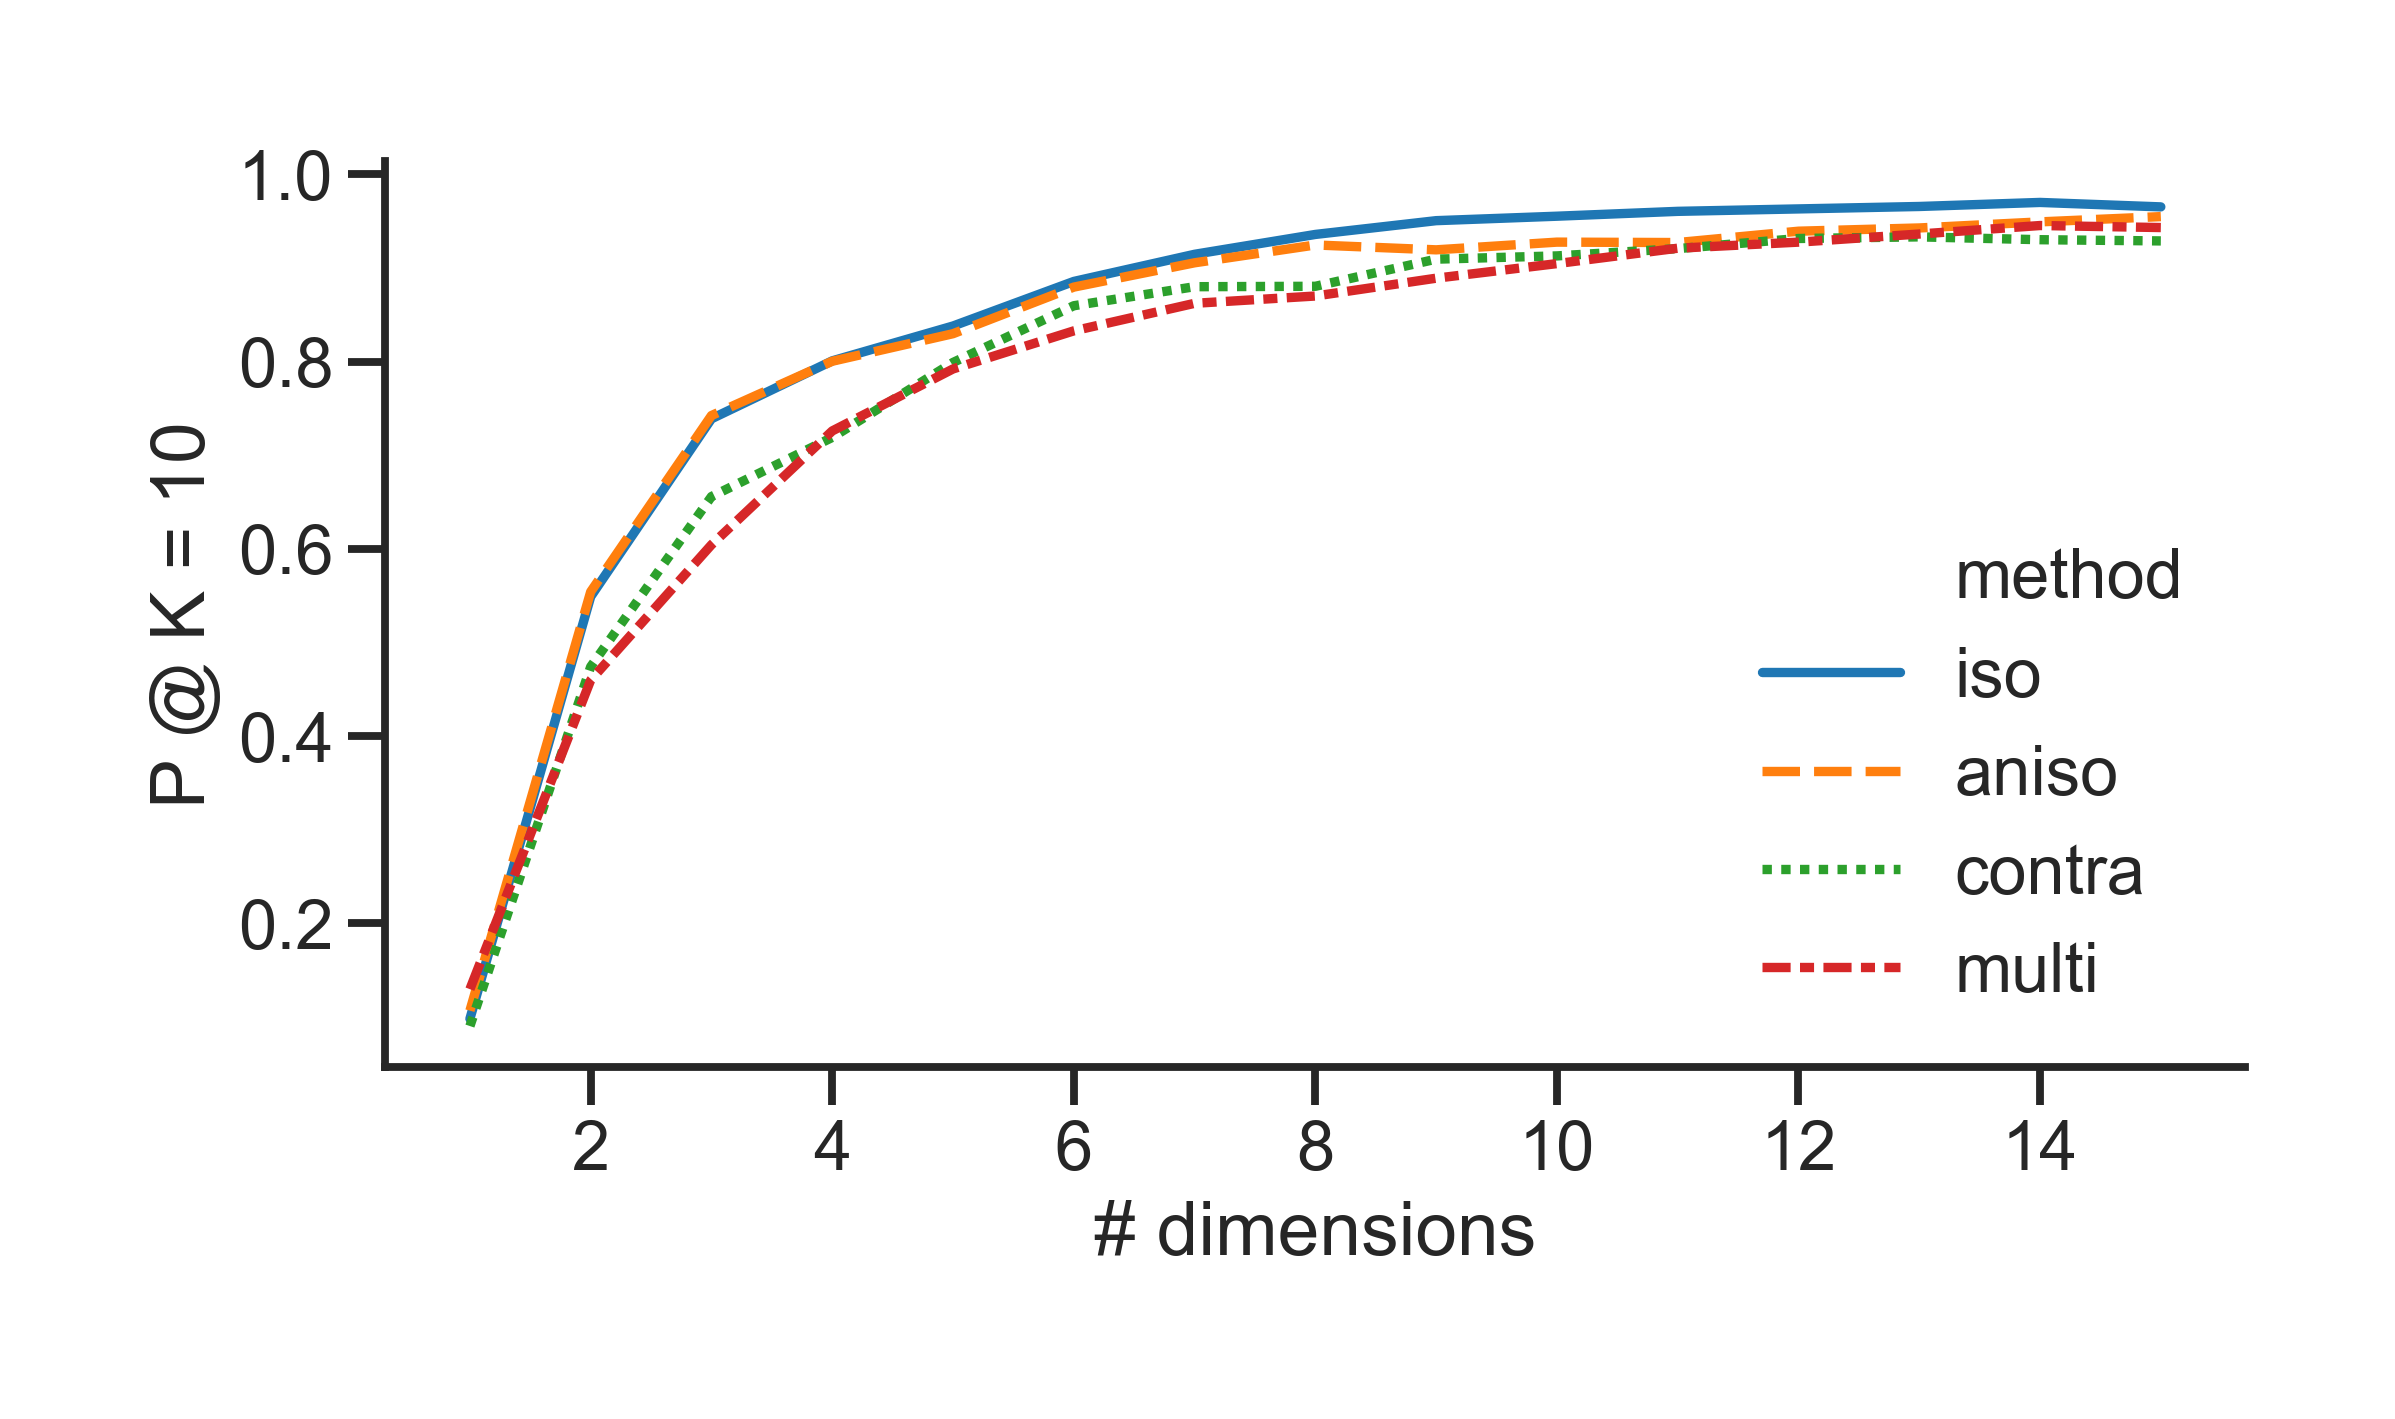 P @ K = 10
1.0
0.8
0.6
0.4
0.2
method
iso
aniso
contra
multi
2 4 6 8 10 12 14
# dimensions